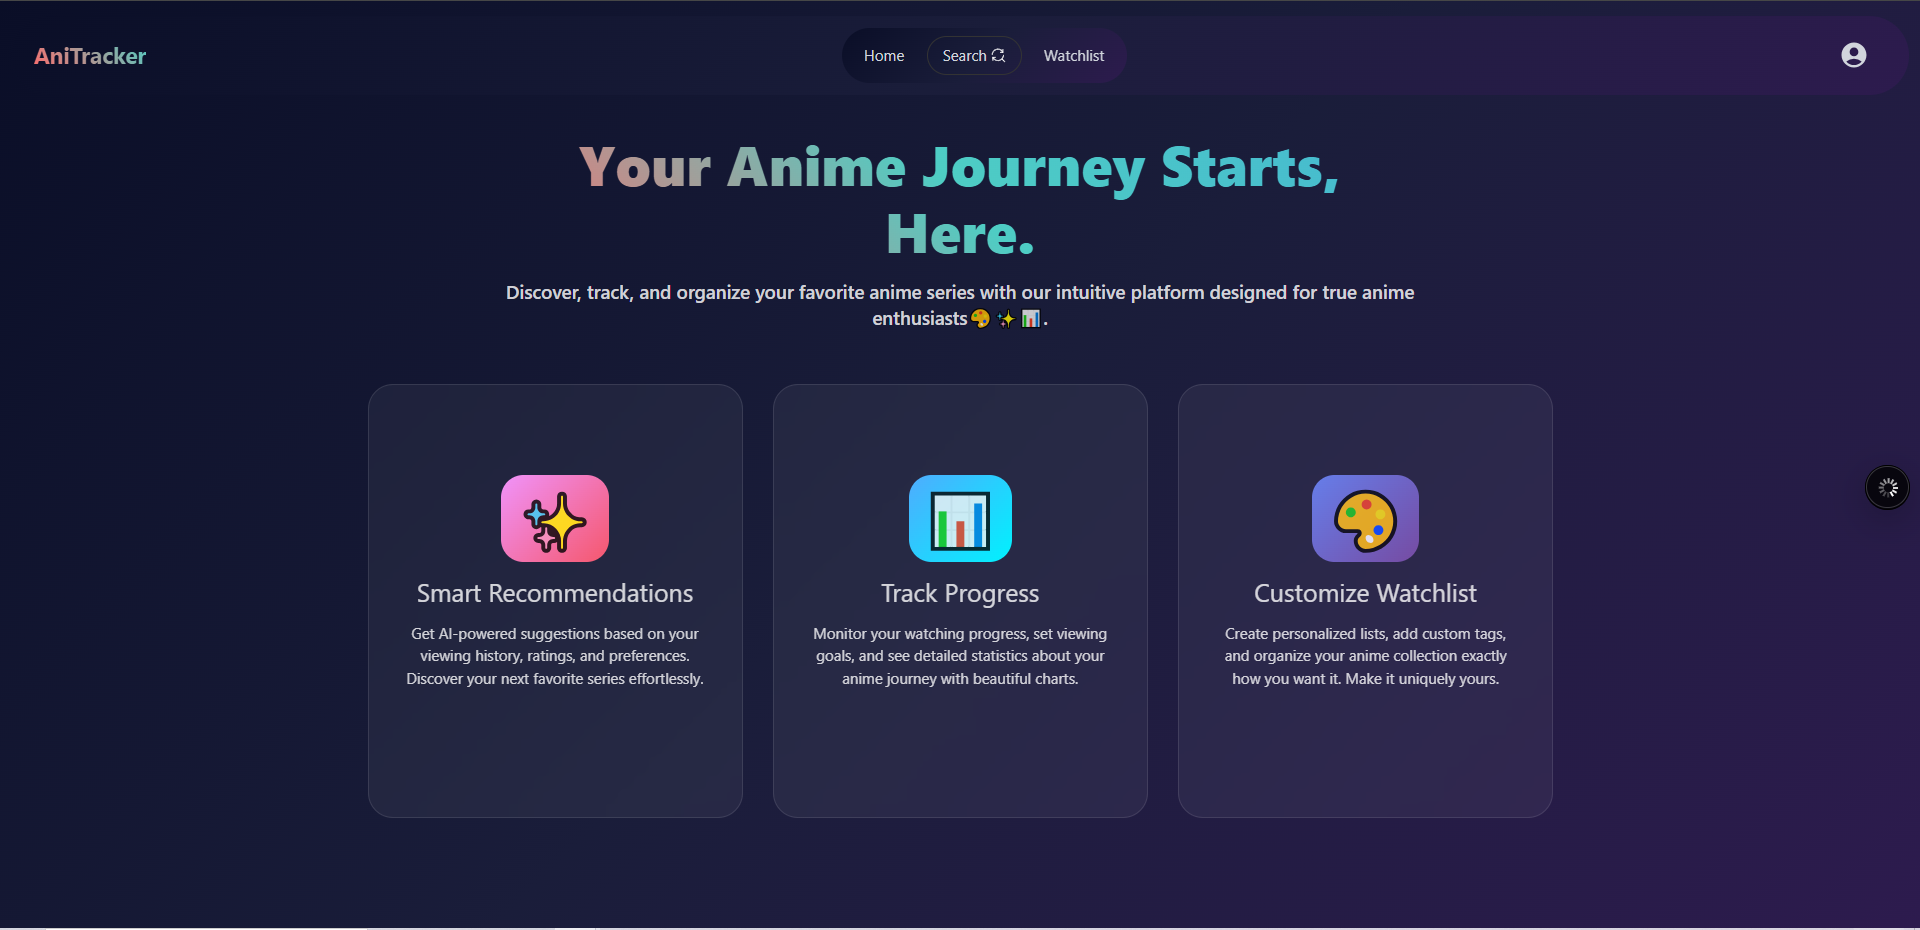 AniTracker
Home
Search
Watchlist
Your Anime Journey Starts,
Here.
Discover, track, and organize your favorite anime series with our intuitive platform designed for true anime
enthusiasts🎨 ✨ 📊.
Smart Recommendations
Get AI-powered suggestions based on your
viewing history, ratings, and preferences.
Discover your next favorite series effortlessly.
Track Progress
Monitor your watching progress, set viewing
goals, and see detailed statistics about your
anime journey with beautiful charts.
Customize Watchlist
Create personalized lists, add custom tags,
and organize your anime collection exactly
how you want it. Make it uniquely yours.